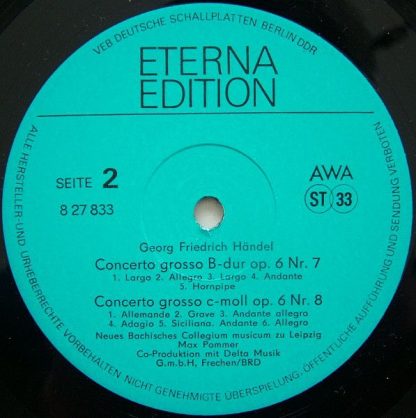 VEB DEUTSCHE SCHALLPLATTEN BERLIN DDR
ETERNA
EDITION
SEITE 2
8 27 833
AWA
ST 33
Georg Friedrich Händel
Concerto grosso B-dur op. 6 Nr. 7
1. Largo 2. Allegro 3. Largo 4. Andante
5. Hornpipe
Concerto grosso c-moll op. 6 Nr. 8
1. Allemande 2. Grave 3. Andante allegro
4. Adagio 5. Siciliana. Andante 6. Allegro
Neues Bachisches Collegium musicum zu Leipzig
Max Pommer
Co-Produktion mit Delta Musik
G.m.b.H. Frechen/BRD
ALLE HERSTELLER- UND URHEBERRECHTE VORBEHALTEN NICHT GENEHMIGTE ÜBERSPIELUNG, ÖFFENTLICHE AUFFÜHRUNG UND SENDUNG VERBOTEN